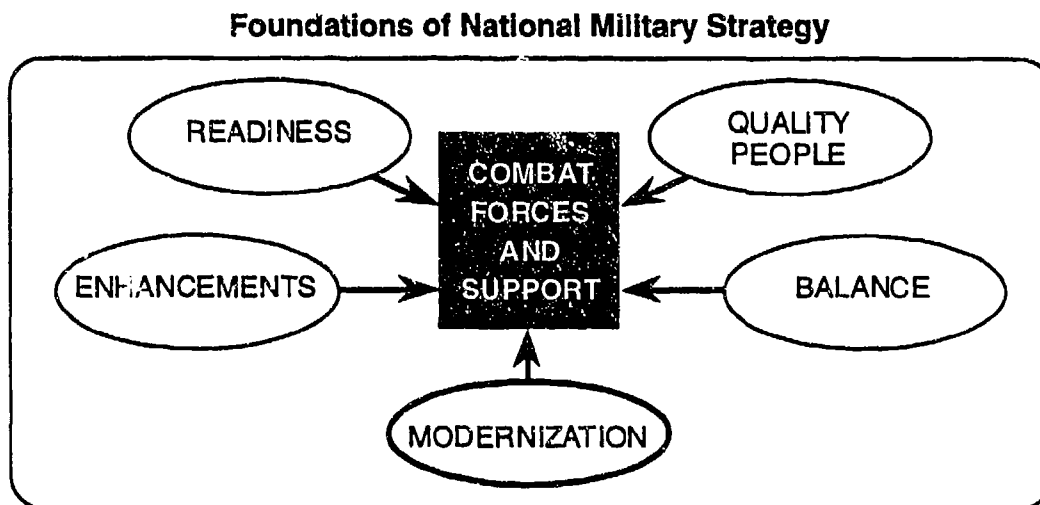 Foundations of National Military Strategy
READINESS
QUALITY
PEOPLE
COMBAT
FORCES
AND
SUPPORT
ENHANCEMENTS
BALANCE
MODERNIZATION